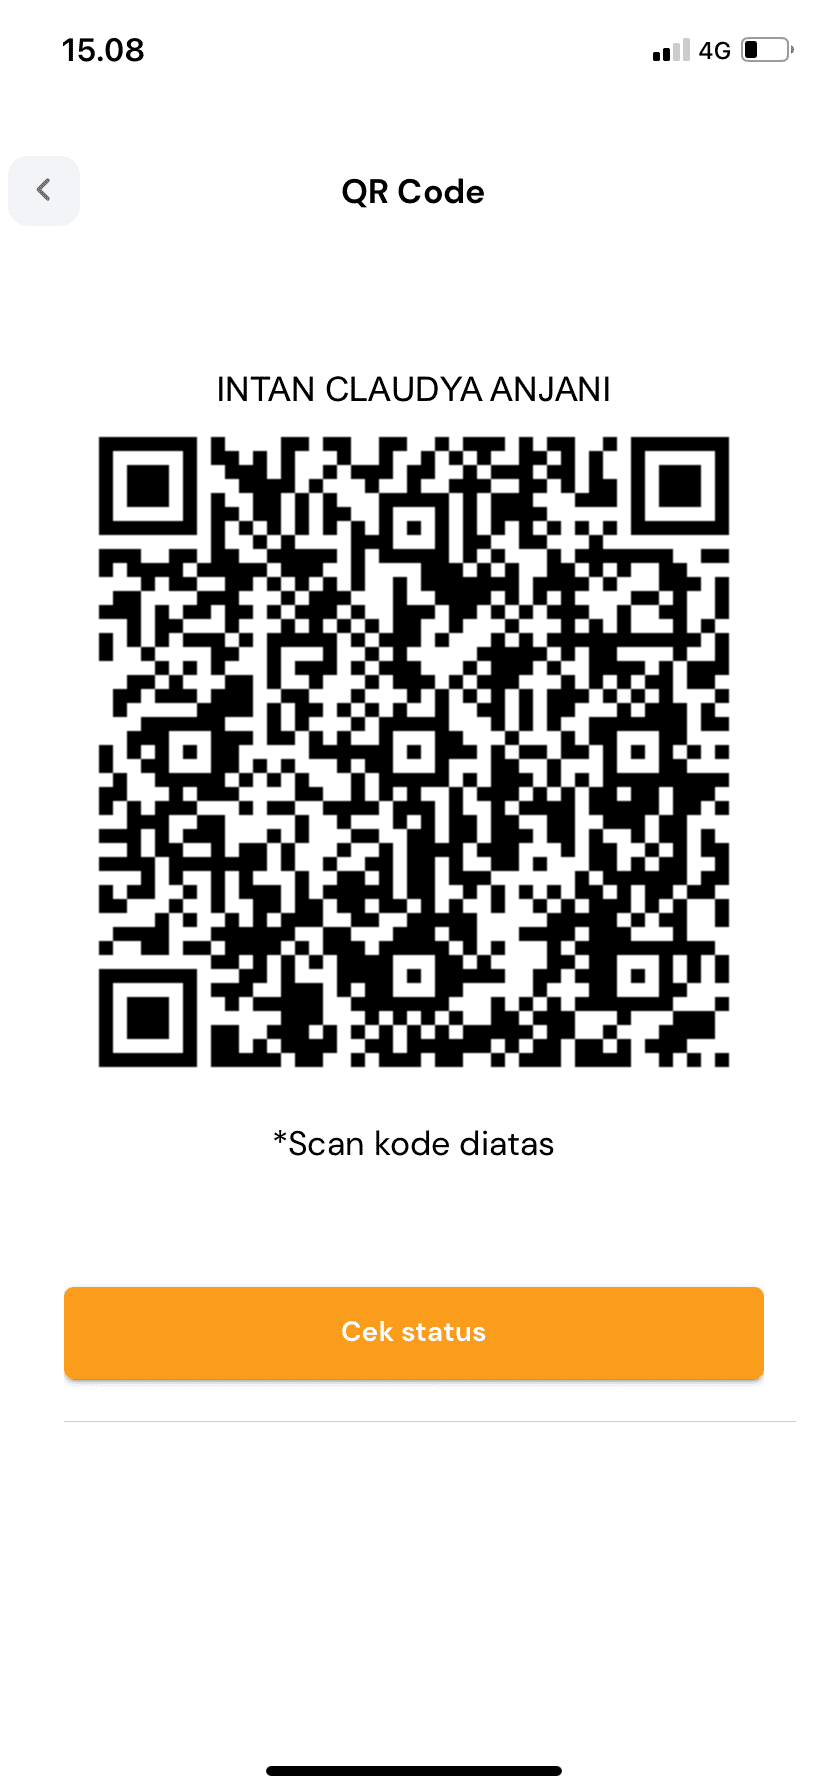 15.08
4G
QR Code
INTAN CLAUDYA ANJANI
*Scan kode diatas
Cek status